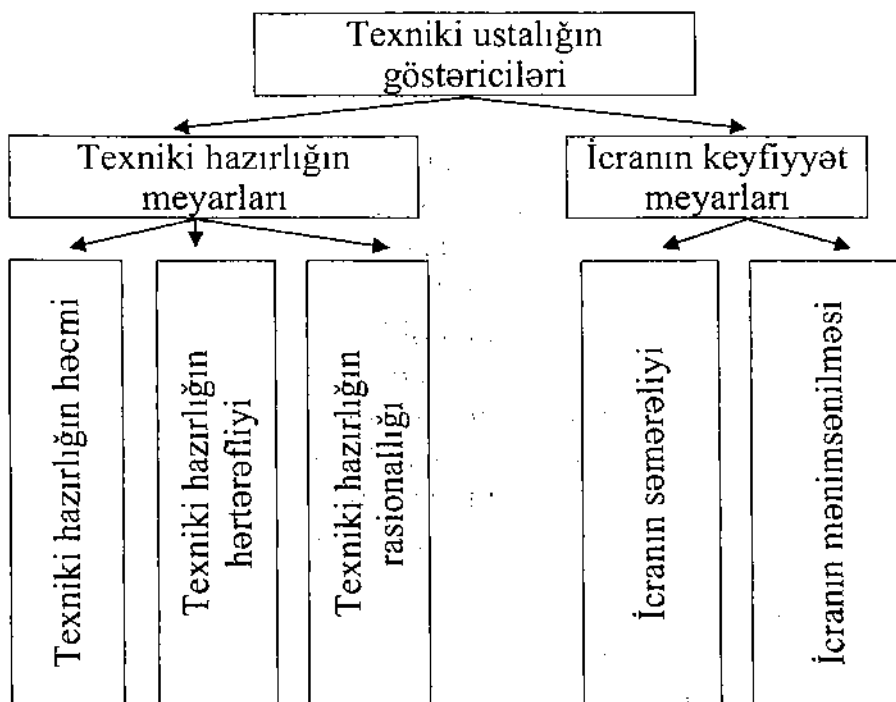 Texniki ustalığın
göstəriciləri
Texniki hazırlığın
meyarları
İcranın keyfiyyət
meyarları
Texniki hazırlığın həcmi
Texniki hazırlığın
hərtərəfliyi
Texniki hazırlığın
rasionallığı
İcranın səmərəliyi
İcranın mənimsənilməsi